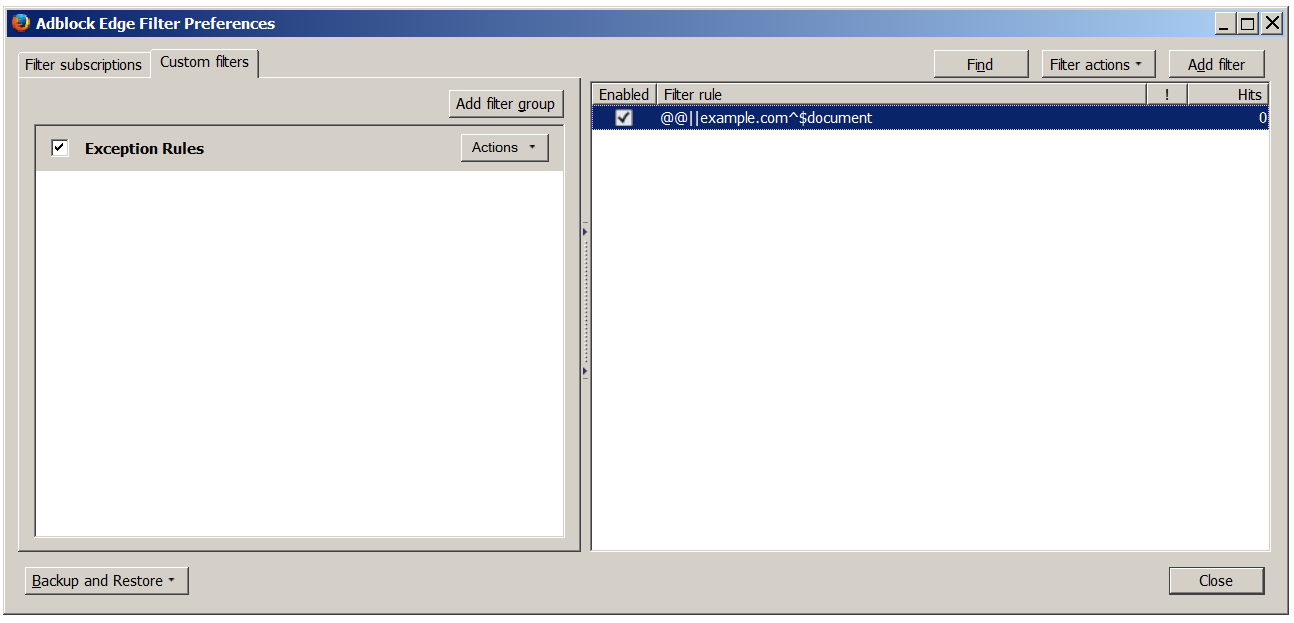 Adblock Edge Filter Preferences
Filter subscriptions Custom filters Find Filter actions Add filter
Add filter group Enabled Filter rule ! Hits
@@||example.com^$document 0
Exception Rules Actions
Backup and Restore Close